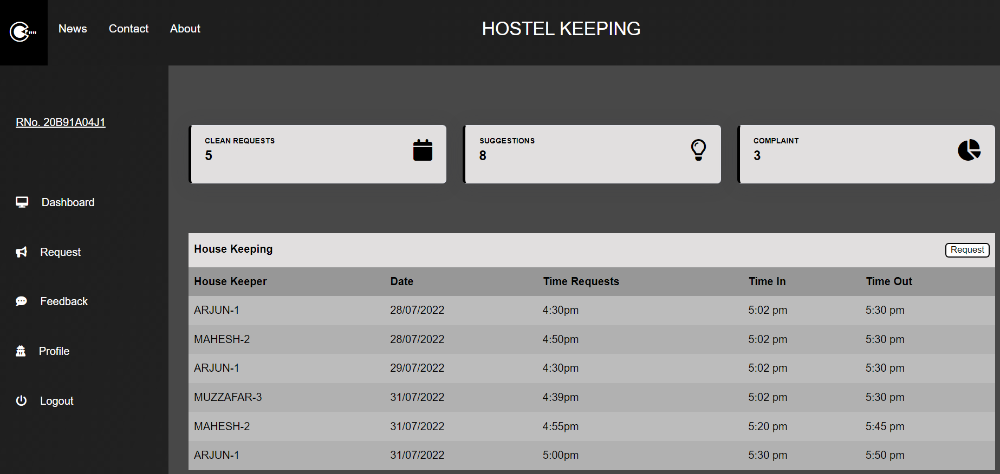 News Contact About HOSTEL KEEPING
RNo. 20B91A04J1
Dashboard
Request
Feedback
Profile
Logout
CLEAN REQUESTS
5
SUGGESTIONS
8
COMPLAINT
3
House Keeping Request
House Keeper Date Time Requests Time In Time Out
ARJUN-1 28/07/2022 4:30pm 5:02 pm 5:30 pm
MAHESH-2 28/07/2022 4:50pm 5:02 pm 5:30 pm
ARJUN-1 29/07/2022 4:30pm 5:02 pm 5:30 pm
MUZZAFAR-3 31/07/2022 4:39pm 5:02 pm 5:30 pm
MAHESH-2 31/07/2022 4:55pm 5:20 pm 5:45 pm
ARJUN-1 31/07/2022 5:00pm 5:30 pm 5:50 pm